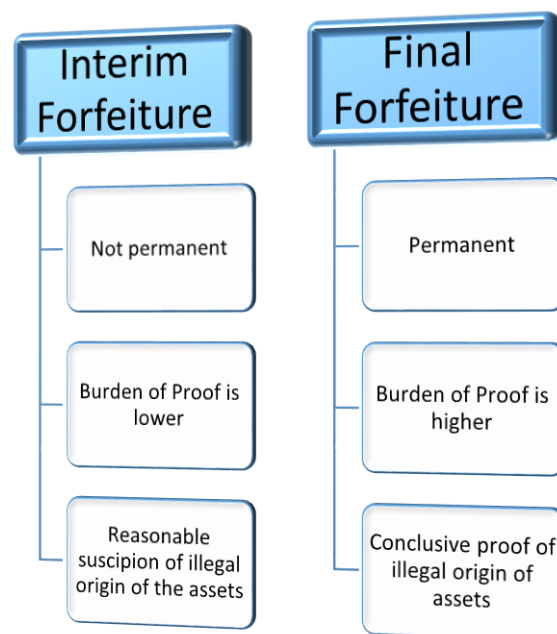 Interim
Forfeiture
Not permanent
Burden of Proof is
lower
Reasonable
suscipion of illegal
origin of the assets
Final
Forfeiture
Permanent
Burden of Proof is
higher
Conclusive proof of
illegal origin of
assets